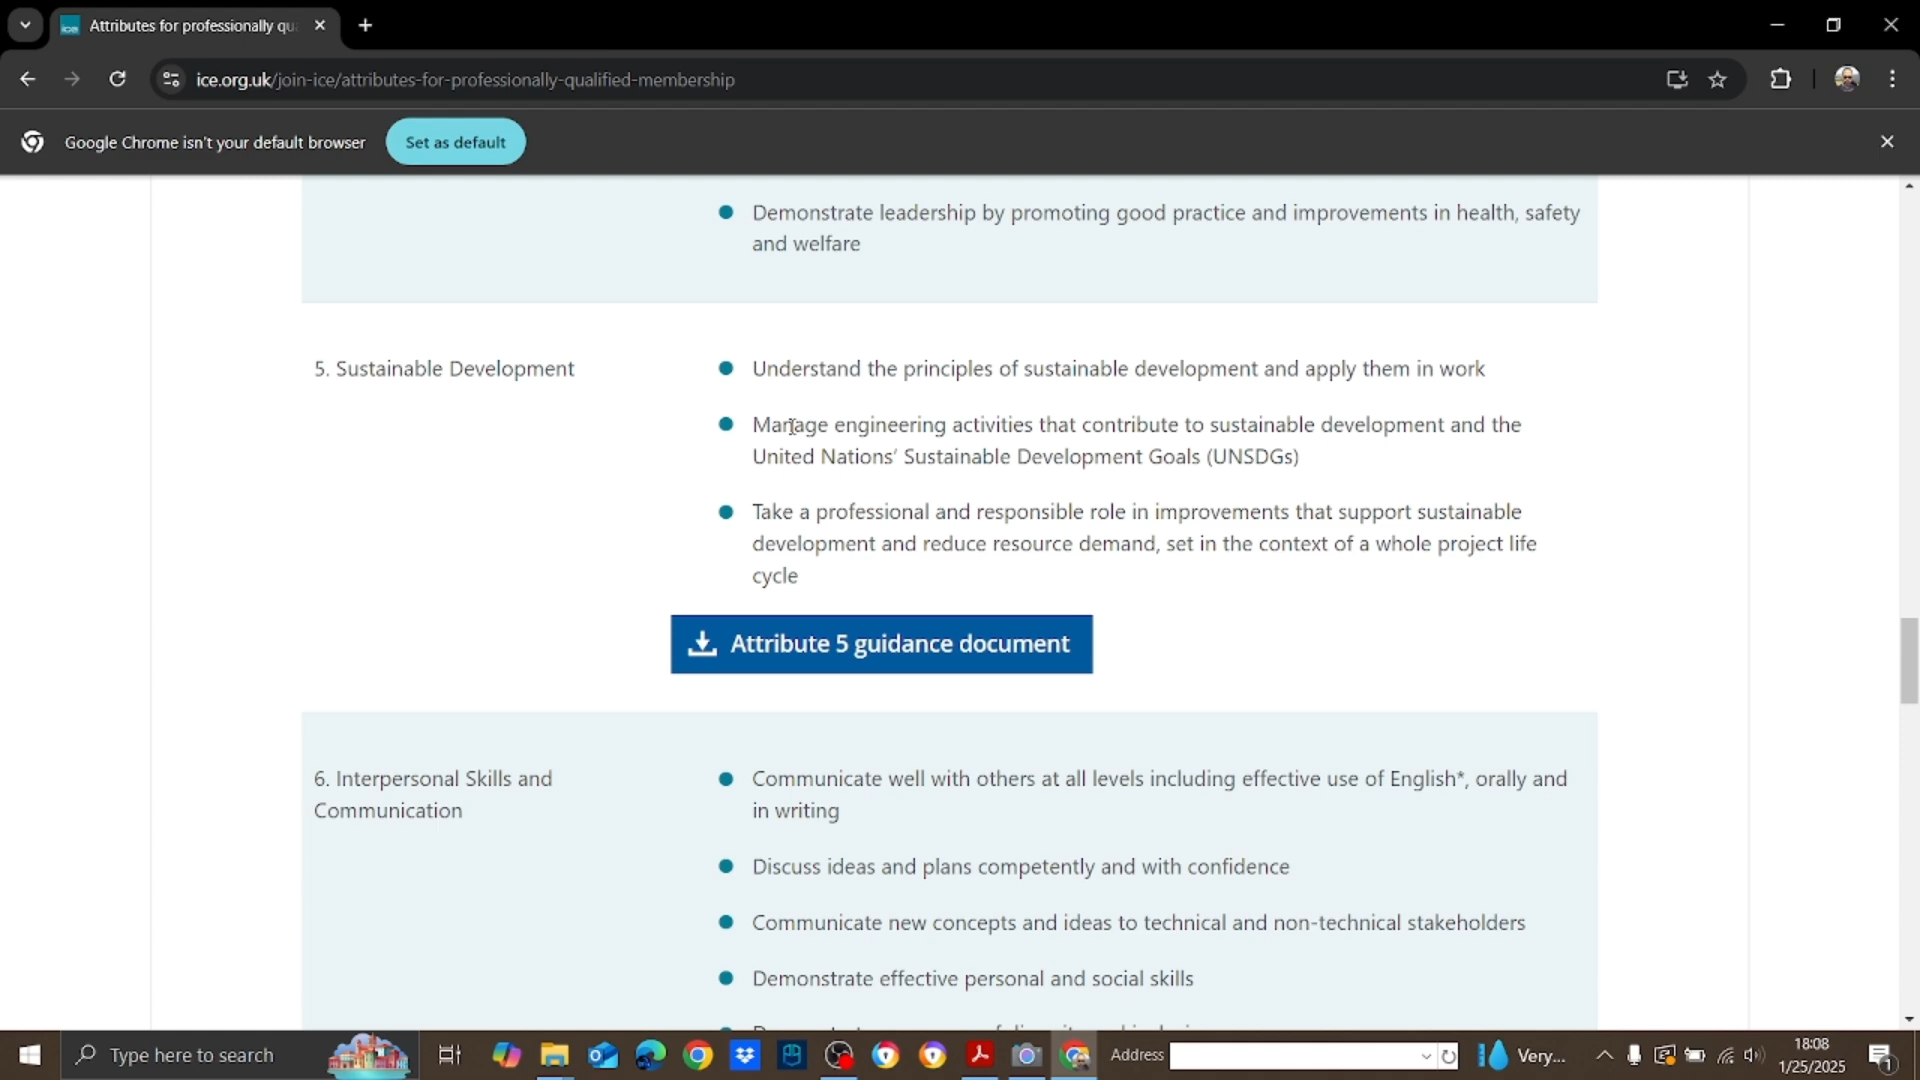 Attributes for professionally qu
ice.org.uk/join-ice/attributes-for-professionally-qualified-membership
Google Chrome isn't your default browser
Set as default
Demonstrate leadership by promoting good practice and improvements in health, safety
and welfare
5. Sustainable Development
Understand the principles of sustainable development and apply them in work
Manage engineering activities that contribute to sustainable development and the
United Nations' Sustainable Development Goals (UNSDGs)
Take a professional and responsible role in improvements that support sustainable
development and reduce resource demand, set in the context of a whole project life
cycle
Attribute 5 guidance document
6. Interpersonal Skills and
Communication
Communicate well with others at all levels including effective use of English*, orally and
in writing
Discuss ideas and plans competently and with confidence
Communicate new concepts and ideas to technical and non-technical stakeholders
Demonstrate effective personal and social skills
Type here to search
Address
Very...
18:08
1/25/2025
1